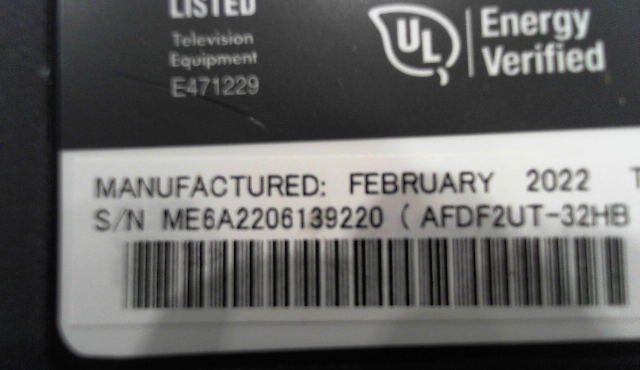 LISTED
Television
Equipment
E471229
UL
Energy
Verified
MANUFACTURED: FEBRUARY 2022 T
S/N ME6A2206139220 ( AFDF2UT-32HB